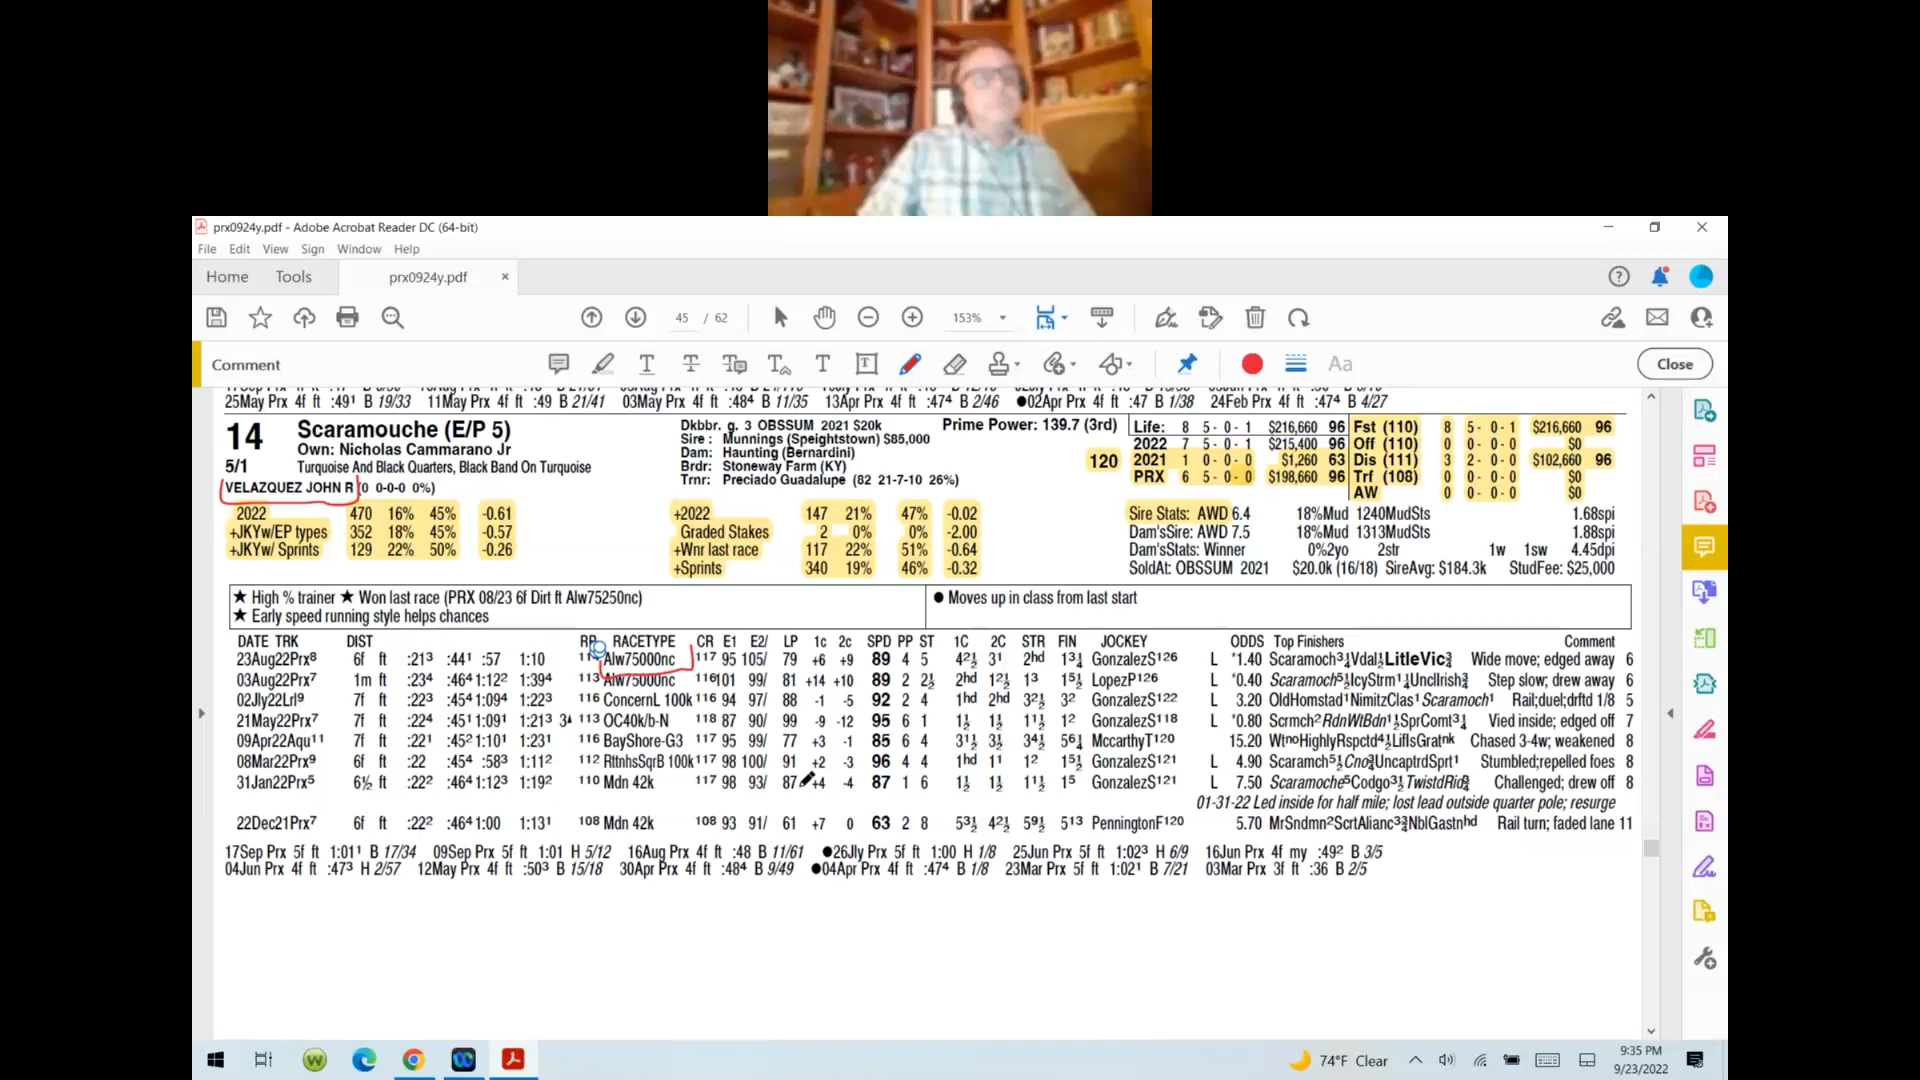 prx0924y.pdf - Adobe Acrobat Reader DC (64-bit)
File Edit View Sign Window Help
Home Tools prx0924y.pdf ×
45 / 62 153%
Comment Close
25May Prx 4f ft :49¹ B 19/33 11May Prx 4f ft :49 B 21/41 03May Prx 4f ft :48⁴ B 11/35 13Apr Prx 4f ft :47⁴ B 2/46 ●02Apr Prx 4f ft :47 B 1/38 24Feb Prx 4f ft :47⁴ B 4/27
14 Scaramouche (E/P 5)
Own: Nicholas Cammarano Jr
5/1 Turquoise And Black Quarters, Black Band On Turquoise
VELAZQUEZ JOHN R (0 0-0-0 0%)
Dkbbr. g. 3 OBSSUM 2021 $20k
Sire : Munnings (Speightstown) $85,000
Dam: Haunting (Bernardini)
Brdr: Stoneway Farm (KY)
Trnr: Preciado Guadalupe (82 21-7-10 26%)
Prime Power: 139.7 (3rd)
120
Life: 8 5 - 0 - 1 $216,660 96
2022 7 5 - 0 - 1 $215,400 96
2021 1 0 - 0 - 0 $1,260 63
PRX 6 5 - 0 - 0 $198,660 96
Fst (110) 8 5 - 0 - 1 $216,660 96
Off (110) 0 0 - 0 - 0 $0
Dis (111) 3 2 - 0 - 0 $102,660 96
Trf (108) 0 0 - 0 - 0 $0
AW 0 0 - 0 - 0 $0
2022 470 16% 45% -0.61
+JKYw/EP types 352 18% 45% -0.57
+JKYw/ Sprints 129 22% 50% -0.26
+2022 147 21% 47% -0.02
Graded Stakes 2 0% 0% -2.00
+Wnr last race 117 22% 51% -0.64
+Sprints 340 19% 46% -0.32
Sire Stats: AWD 6.4 18%Mud 1240MudSts 1.68spi
Dam'sSire: AWD 7.5 18%Mud 1313MudSts 1.88spi
Dam'sStats: Winner 0%2yo 2str 1w 1sw 4.45dpi
SoldAt: OBSSUM 2021 $20.0k (16/18) SireAvg: $184.3k StudFee: $25,000
★ High % trainer ★ Won last race (PRX 08/23 6f Dirt ft Alw75250nc)
★ Early speed running style helps chances
● Moves up in class from last start
DATE TRK DIST RR RACETYPE CR E1 E2/ LP 1c 2c SPD PP ST 1C 2C STR FIN JOCKEY ODDS Top Finishers Comment
23Aug22Prx⁸ 6f ft :21³ :44¹ :57 1:10 Alw75000nc 117 95 105/ 79 +6 +9 89 4 5 4²½ 3¹ 2hd 1³¼ GonzalezS¹²⁶ L *1.40 Scaramoch³¼Vdal½LitleVic¾ Wide move; edged away 6
03Aug22Prx⁷ 1m ft :23⁴ :46⁴ 1:12² 1:39⁴ 113 Alw75000nc 116 101 99/ 81 +14 +10 89 2 2½ 2hd 1²½ 1³ 1⁵½ LopezP¹²⁶ L *0.40 Scaramoch⁵½IcyStrm¹¼UnclIrish¾ Step slow; drew away 6
02Jly22Lrl⁹ 7f ft :22³ :45⁴ 1:09⁴ 1:22³ 116 ConcernL 100k 116 94 97/ 88 -1 -5 92 2 4 1hd 2hd 3²½ 3² GonzalezS¹²² L 3.20 OldHomstad¹NimitzClas¹Scaramoch¹ Rail;duel;drftd 1/8 5
21May22Prx⁷ 7f ft :22⁴ :45¹ 1:09¹ 1:21³ 3▲ 113 OC40k/b-N 118 87 90/ 99 -9 -12 95 6 1 1½ 1½ 1¹½ 1² GonzalezS¹¹⁸ L *0.80 Scrmch²RdnWtBdn¹½SprComt³¼ Vied inside; edged off 7
09Apr22Aqu¹¹ 7f ft :22¹ :45² 1:10¹ 1:23¹ 116 BayShore-G3 117 95 99/ 77 +3 -1 85 6 4 3¹½ 3½ 3⁴½ 5⁶¼ MccarthyT¹²⁰ 15.20 WtnoHighlyRspctd⁴½LifIsGratnk Chased 3-4w; weakened 8
08Mar22Prx⁹ 6f ft :22 :45⁴ :58³ 1:11² 112 RttnhsSqrB 100k 117 98 100/ 91 +2 -3 96 4 4 1hd 1¹ 1² 1⁵½ GonzalezS¹²¹ L 4.90 Scaramch⁵½Cno¾UncaptrdSprt¹ Stumbled;repelled foes 8
31Jan22Prx⁵ 6½ ft :22² :46⁴ 1:12³ 1:19² 110 Mdn 42k 117 98 93/ 87 +4 -4 87 1 6 1½ 1½ 1¹½ 1⁵ GonzalezS¹²¹ L 7.50 Scaramoche⁵Codgo³½TwistdRid¾ Challenged; drew off 8
01-31-22 Led inside for half mile; lost lead outside quarter pole; resurge
22Dec21Prx⁷ 6f ft :22² :46⁴ 1:00 1:13¹ 108 Mdn 42k 108 93 91/ 61 +7 0 63 2 8 5³½ 4²½ 5⁹½ 5¹³ PenningtonF¹²⁰ 5.70 MrSndmn²ScrtAlianc³¾NblGastnhd Rail turn; faded lane 11
17Sep Prx 5f ft 1:01¹ B 17/34 09Sep Prx 5f ft 1:01 H 5/12 16Aug Prx 4f ft :48 B 11/61 ●26Jly Prx 5f ft 1:00 H 1/8 25Jun Prx 5f ft 1:02³ H 6/9 16Jun Prx 4f my :49² B 3/5
04Jun Prx 4f ft :47³ H 2/57 12May Prx 4f ft :50³ B 15/18 30Apr Prx 4f ft :48⁴ B 9/49 ●04Apr Prx 4f ft :47⁴ B 1/8 23Mar Prx 5f ft 1:02¹ B 7/21 03Mar Prx 3f ft :36 B 2/5
74°F Clear
9:35 PM
9/23/2022